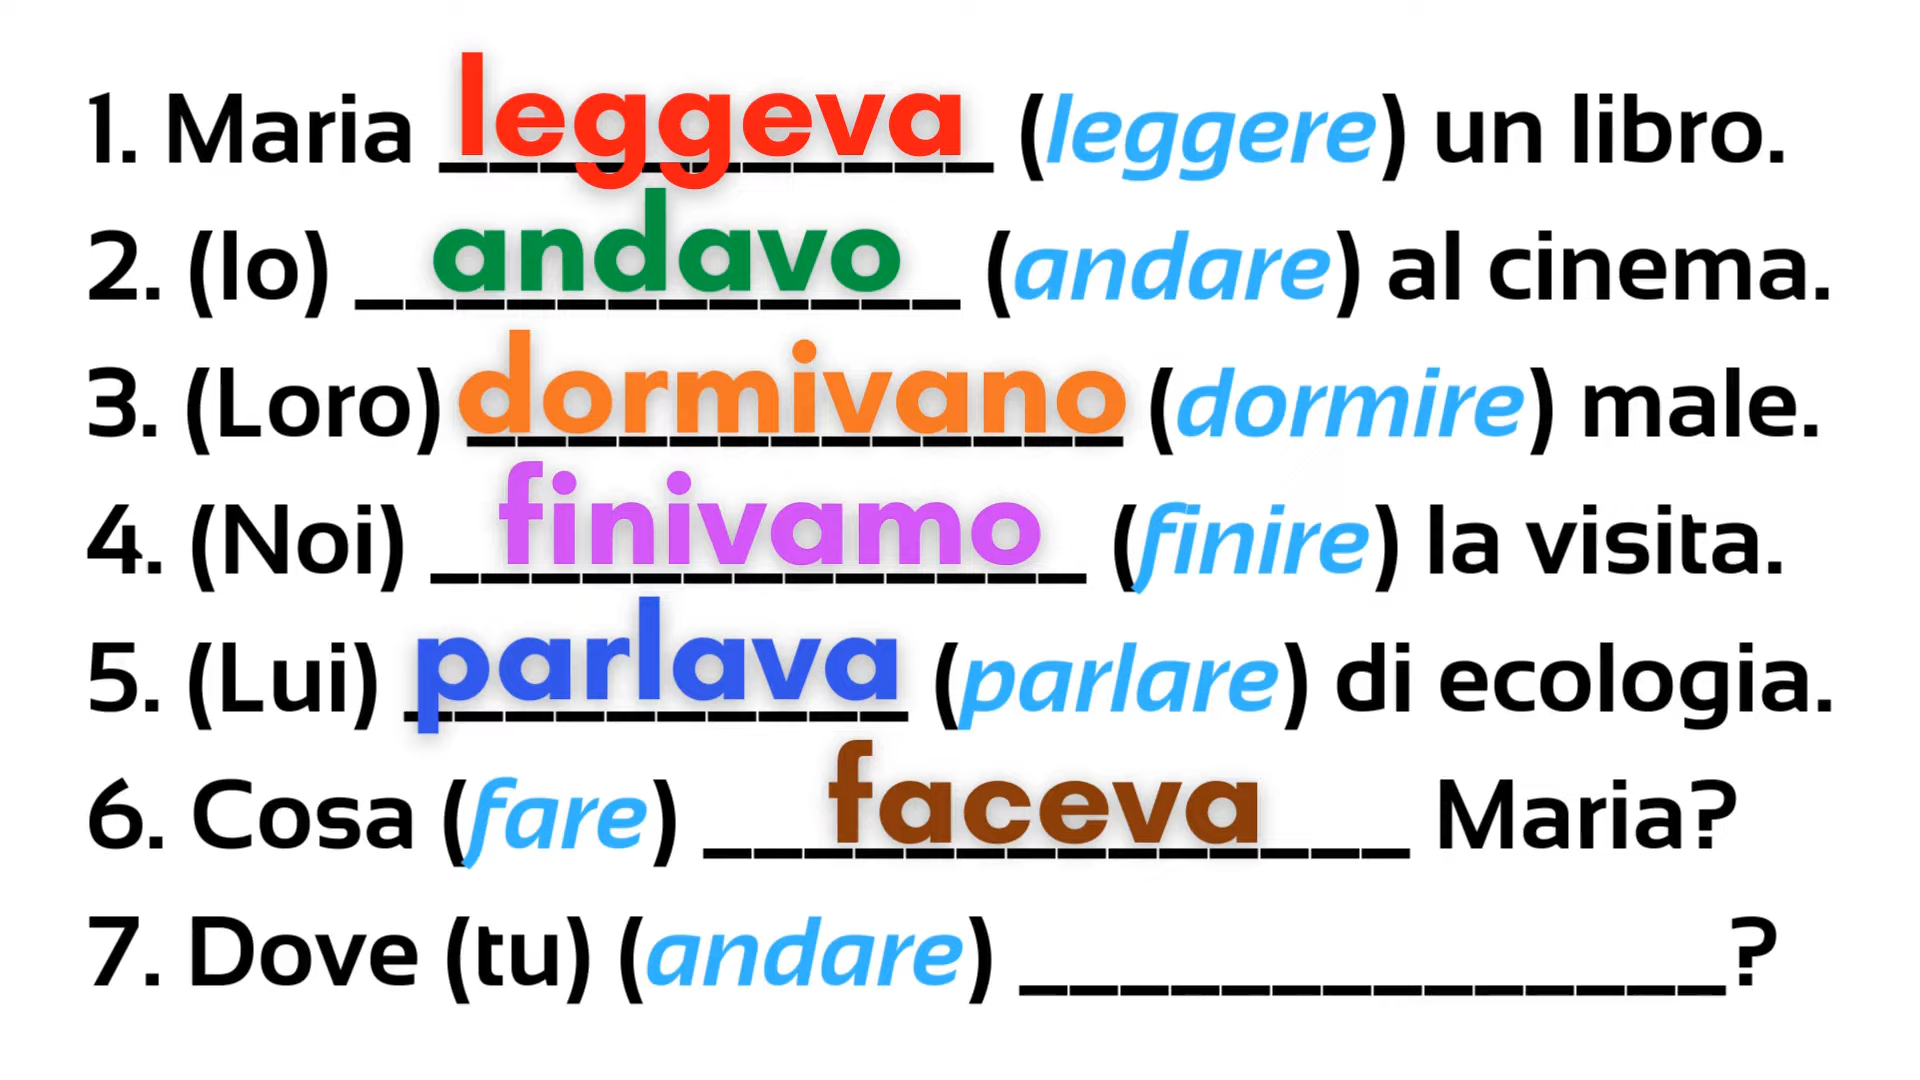 1. Maria leggeva (leggere) un libro.
2. (Io) andavo (andare) al cinema.
3. (Loro) dormivano (dormire) male.
4. (Noi) finivamo (finire) la visita.
5. (Lui) parlava (parlare) di ecologia.
6. Cosa (fare) faceva Maria?
7. Dove (tu) (andare) ______________?